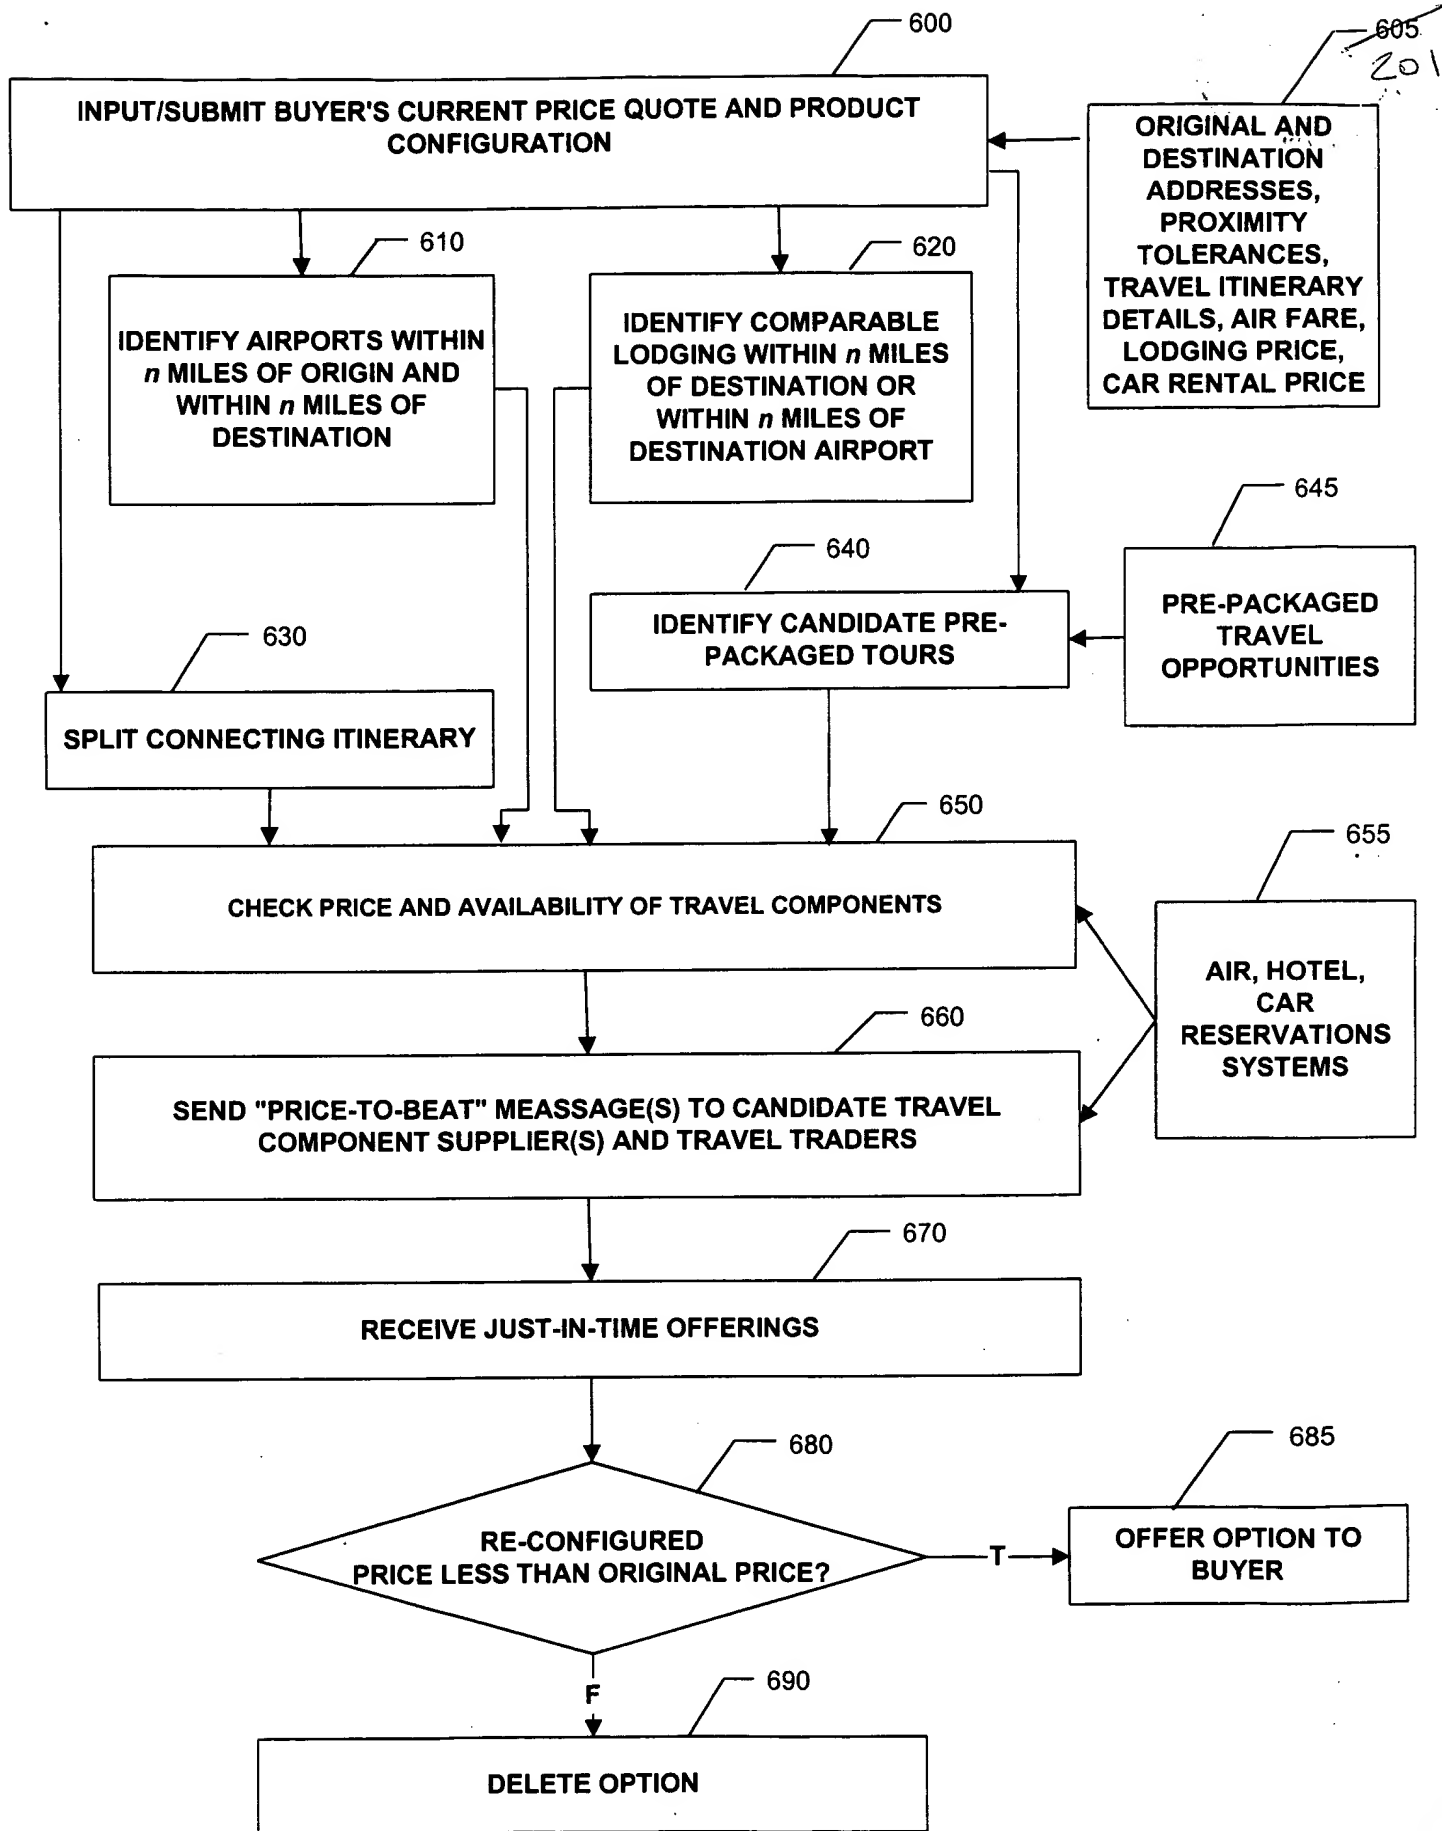 600
605
201
INPUT/SUBMIT BUYER'S CURRENT PRICE QUOTE AND PRODUCT
CONFIGURATION
ORIGINAL AND
DESTINATION
ADDRESSES,
PROXIMITY
TOLERANCES,
TRAVEL ITINERARY
DETAILS, AIR FARE,
LODGING PRICE,
CAR RENTAL PRICE
610
IDENTIFY AIRPORTS WITHIN
n MILES OF ORIGIN AND
WITHIN n MILES OF
DESTINATION
620
IDENTIFY COMPARABLE
LODGING WITHIN n MILES
OF DESTINATION OR
WITHIN n MILES OF
DESTINATION AIRPORT
640
IDENTIFY CANDIDATE PRE-
PACKAGED TOURS
645
PRE-PACKAGED
TRAVEL
OPPORTUNITIES
630
SPLIT CONNECTING ITINERARY
650
CHECK PRICE AND AVAILABILITY OF TRAVEL COMPONENTS
655
AIR, HOTEL,
CAR
RESERVATIONS
SYSTEMS
660
SEND "PRICE-TO-BEAT" MEASSAGE(S) TO CANDIDATE TRAVEL
COMPONENT SUPPLIER(S) AND TRAVEL TRADERS
670
RECEIVE JUST-IN-TIME OFFERINGS
680
RE-CONFIGURED
PRICE LESS THAN ORIGINAL PRICE?
T
685
OFFER OPTION TO
BUYER
F
690
DELETE OPTION